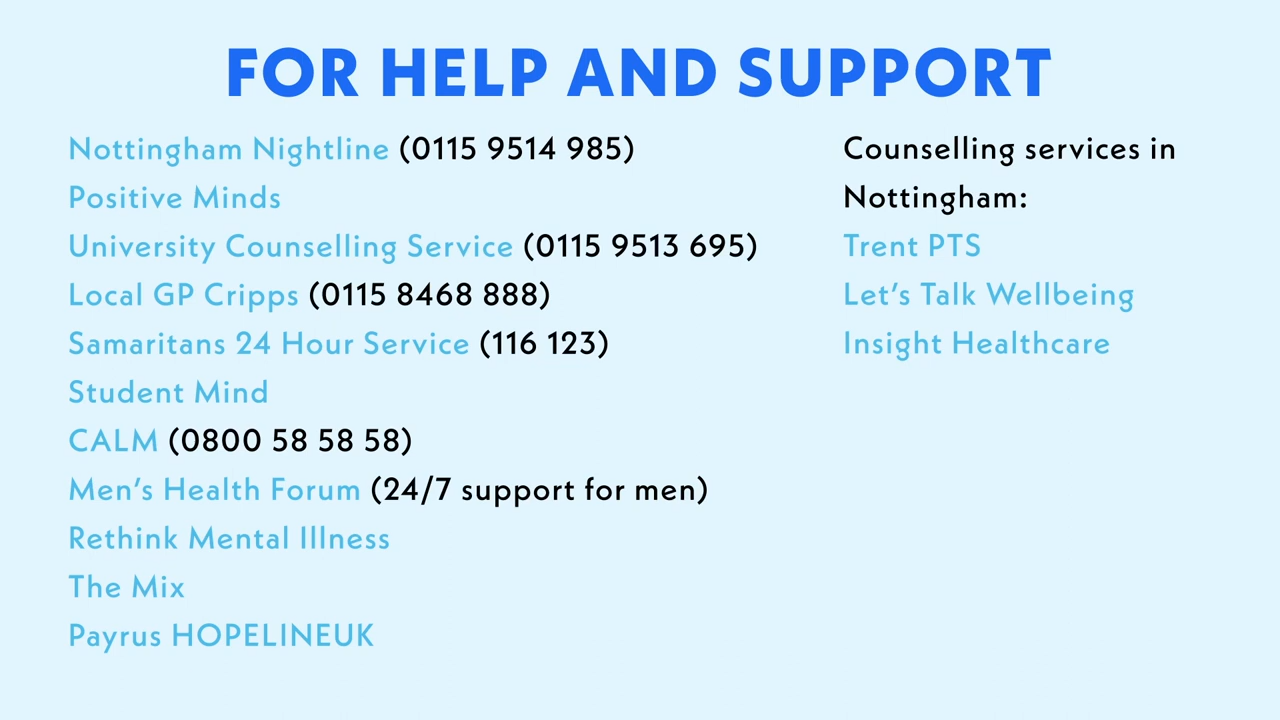 FOR HELP AND SUPPORT
Nottingham Nightline (0115 9514 985)
Positive Minds
University Counselling Service (0115 9513 695)
Local GP Cripps (0115 8468 888)
Samaritans 24 Hour Service (116 123)
Student Mind
CALM (0800 58 58 58)
Men's Health Forum (24/7 support for men)
Rethink Mental Illness
The Mix
Payrus HOPELINEUK
Counselling services in
Nottingham:
Trent PTS
Let's Talk Wellbeing
Insight Healthcare